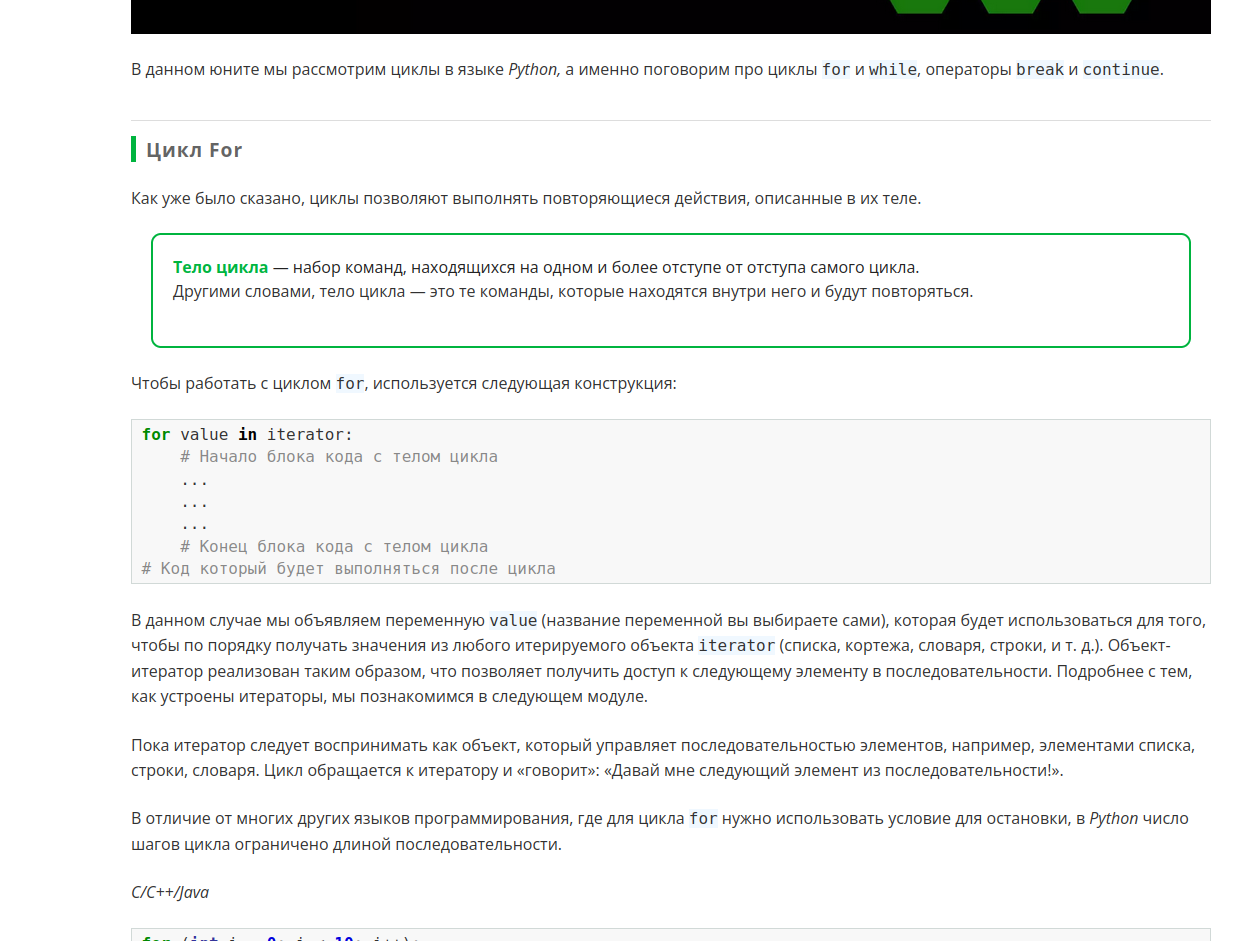 В данном юните мы рассмотрим циклы в языке Python, а именно поговорим про циклы for и while, операторы break и continue.
Цикл For
Как уже было сказано, циклы позволяют выполнять повторяющиеся действия, описанные в их теле.
Тело цикла — набор команд, находящихся на одном и более отступе от отступа самого цикла.
Другими словами, тело цикла — это те команды, которые находятся внутри него и будут повторяться.
Чтобы работать с циклом for, используется следующая конструкция:
for value in iterator:
    # Начало блока кода с телом цикла
    ...
    ...
    ...
    # Конец блока кода с телом цикла
# Код который будет выполняться после цикла
В данном случае мы объявляем переменную value (название переменной вы выбираете сами), которая будет использоваться для того,
чтобы по порядку получать значения из любого итерируемого объекта iterator (списка, кортежа, словаря, строки, и т. д.). Объект-
итератор реализован таким образом, что позволяет получить доступ к следующему элементу в последовательности. Подробнее с тем,
как устроены итераторы, мы познакомимся в следующем модуле.
Пока итератор следует воспринимать как объект, который управляет последовательностью элементов, например, элементами списка,
строки, словаря. Цикл обращается к итератору и «говорит»: «Давай мне следующий элемент из последовательности!».
В отличие от многих других языков программирования, где для цикла for нужно использовать условие для остановки, в Python число
шагов цикла ограничено длиной последовательности.
C/C++/Java